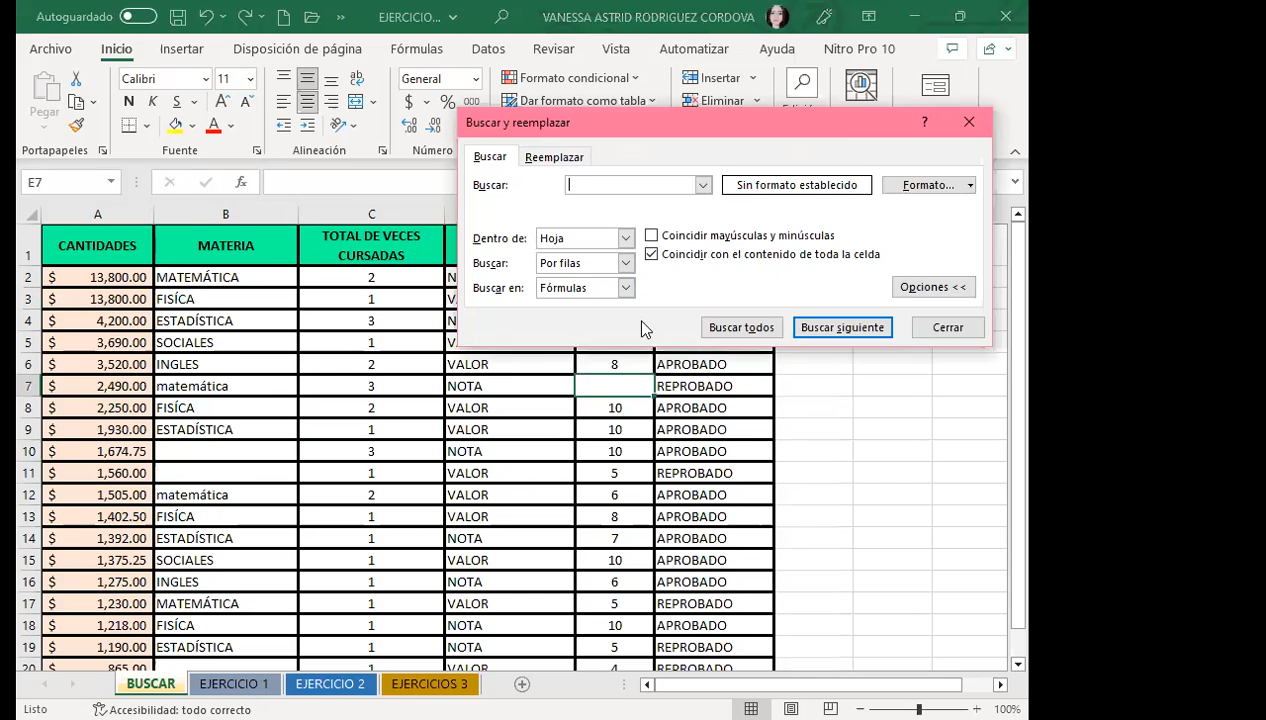 Autoguardado EJERCICIO... VANESSA ASTRID RODRIGUEZ CORDOVA
Archivo Inicio Insertar Disposición de página Fórmulas Datos Revisar Vista Automatizar Ayuda Nitro Pro 10
Pegar Calibri 11 General Formato condicional Insertar
N K S Dar formato como tabla Eliminar
Portapapeles Fuente Alineación Número
Buscar y reemplazar
Buscar Reemplazar
Buscar: Sin formato establecido Formato...
Dentro de: Hoja Coincidir mayúsculas y minúsculas
Buscar: Por filas Coincidir con el contenido de toda la celda
Buscar en: Fórmulas Opciones <<
Buscar todos Buscar siguiente Cerrar
E7 fx
A B C
1 CANTIDADES MATERIA TOTAL DE VECES CURSADAS
2 $ 13,800.00 MATEMÁTICA 2
3 $ 13,800.00 FISÍCA 1
4 $ 4,200.00 ESTADÍSTICA 3
5 $ 3,690.00 SOCIALES 1
6 $ 3,520.00 INGLES 2 VALOR 8 APROBADO
7 $ 2,490.00 matemática 3 NOTA REPROBADO
8 $ 2,250.00 FISÍCA 2 VALOR 10 APROBADO
9 $ 1,930.00 ESTADÍSTICA 1 VALOR 10 APROBADO
10 $ 1,674.75 3 NOTA 10 APROBADO
11 $ 1,560.00 1 VALOR 5 REPROBADO
12 $ 1,505.00 matemática 2 VALOR 6 APROBADO
13 $ 1,402.50 FISÍCA 1 VALOR 8 APROBADO
14 $ 1,392.00 ESTADÍSTICA 1 NOTA 7 APROBADO
15 $ 1,375.25 SOCIALES 1 VALOR 10 APROBADO
16 $ 1,275.00 INGLES 1 NOTA 6 APROBADO
17 $ 1,230.00 MATEMÁTICA 1 VALOR 5 REPROBADO
18 $ 1,218.00 FISÍCA 1 NOTA 10 APROBADO
19 $ 1,190.00 ESTADÍSTICA 1 NOTA 5 REPROBADO
20 $ 865.00 1 VALOR 4 REPROBADO
BUSCAR EJERCICIO 1 EJERCICIO 2 EJERCICIOS 3
Listo Accesibilidad: todo correcto 100%